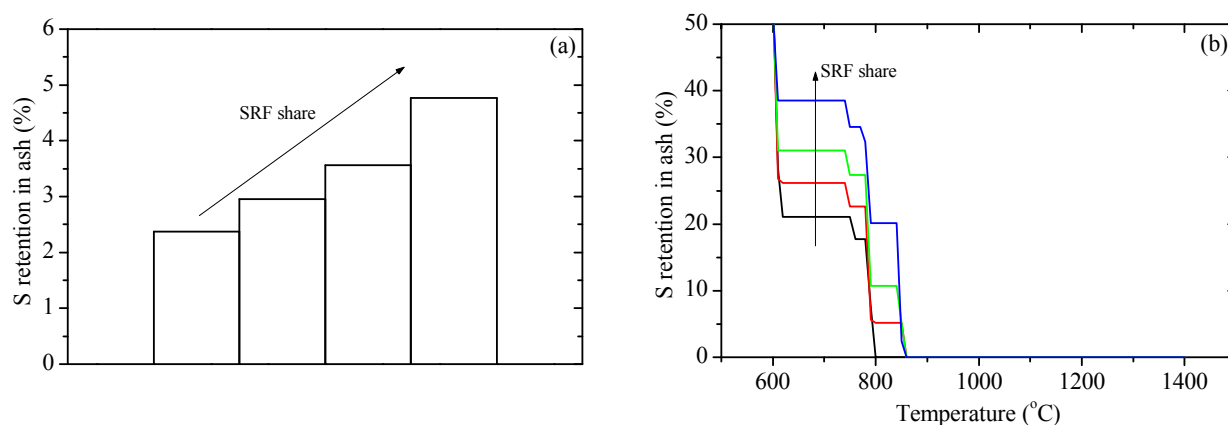 (a)
SRF share
S retention in ash (%)
6
5
4
3
2
1
0
(b)
SRF share
S retention in ash (%)
50
40
30
20
10
0
600 800 1000 1200 1400
Temperature (°C)